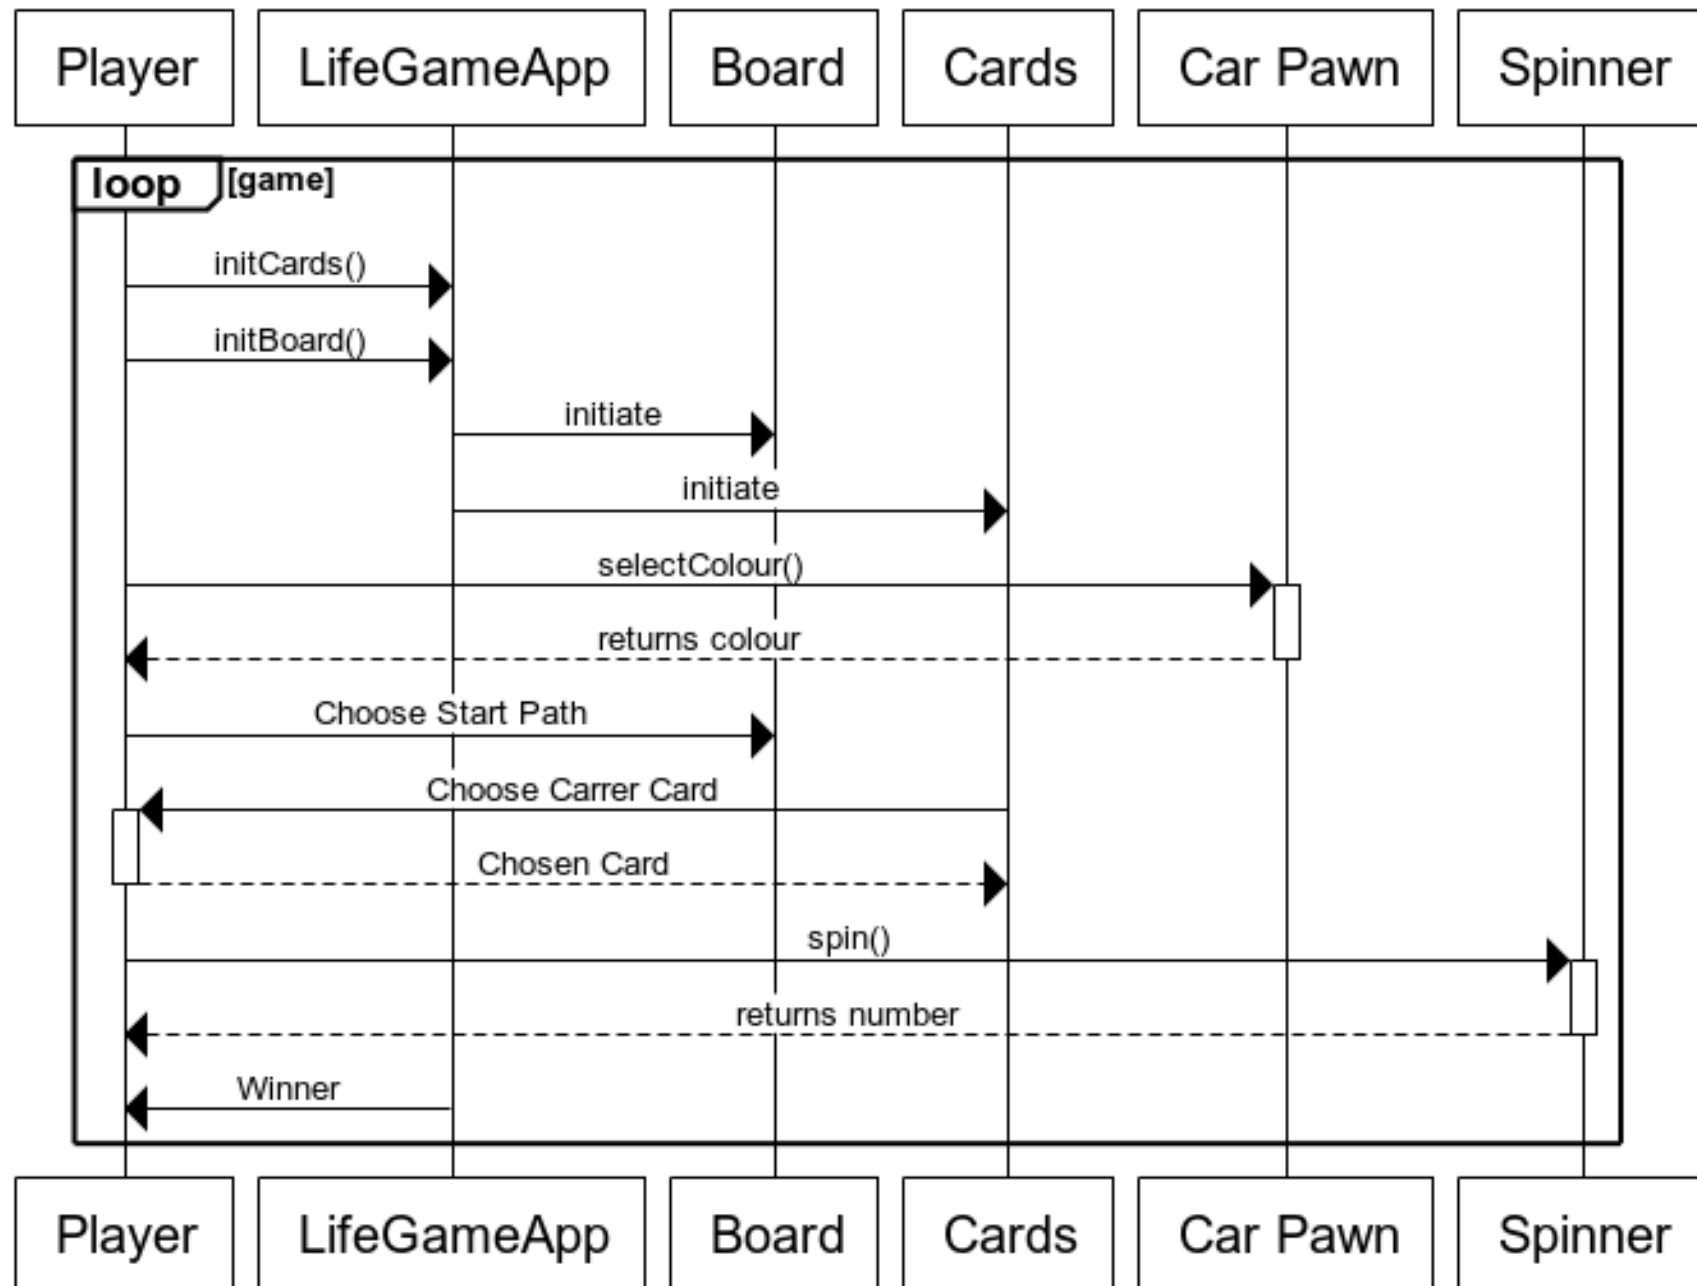 Player LifeGameApp Board Cards Car Pawn Spinner
loop [game]
initCards()
initBoard()
initiate
initiate
selectColour()
returns colour
Choose Start Path
Choose Carrer Card
Chosen Card
spin()
returns number
Winner
Player LifeGameApp Board Cards Car Pawn Spinner